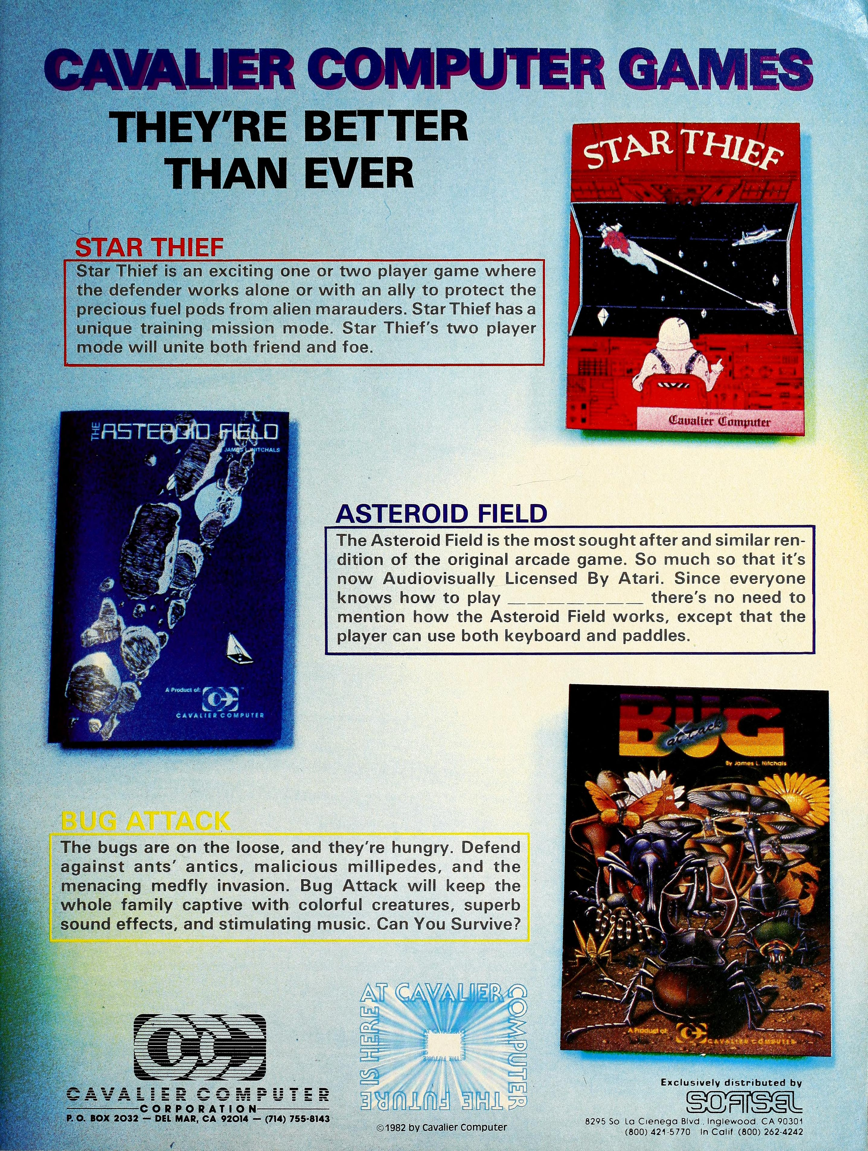 CAVALIER COMPUTER GAMES
THEY'RE BETTER
THAN EVER
STAR THIEF
Star Thief is an exciting one or two player game where
the defender works alone or with an ally to protect the
precious fuel pods from alien marauders. Star Thief has a
unique training mission mode. Star Thief's two player
mode will unite both friend and foe.
STAR THIEF
a product of
Cavalier Computer
THE ASTEROID FIELD
JAMES L. NITCHALS
A Product of:
CAVALIER COMPUTER
ASTEROID FIELD
The Asteroid Field is the most sought after and similar ren-
dition of the original arcade game. So much so that it's
now Audiovisually Licensed By Atari. Since everyone
knows how to play _ _ _ _ _ _ _ there's no need to
mention how the Asteroid Field works, except that the
player can use both keyboard and paddles.
BUG
attack
By James L. Nitchals
A Product of:
CAVALIER COMPUTER
BUG ATTACK
The bugs are on the loose, and they're hungry. Defend
against ants' antics, malicious millipedes, and the
menacing medfly invasion. Bug Attack will keep the
whole family captive with colorful creatures, superb
sound effects, and stimulating music. Can You Survive?
CAVALIER COMPUTER
CORPORATION
P. O. BOX 2032 — DEL MAR, CA 92014 — (714) 755-8143
AT CAVALIER
COMPUTER
THE FUTURE
IS HERE
©1982 by Cavalier Computer
Exclusively distributed by
SOFTSEL
8295 So. La Cienega Blvd., Inglewood, CA 90301
(800) 421-5770 In Calif. (800) 262-4242